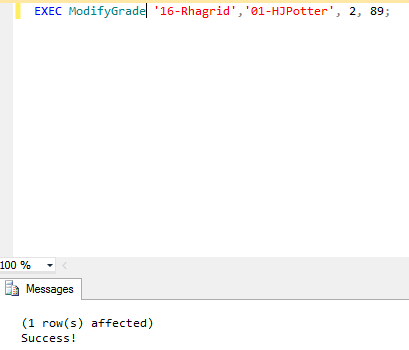 EXEC ModifyGrade '16-Rhagrid','01-HJPotter', 2, 89;
100 %
Messages
(1 row(s) affected)
Success!